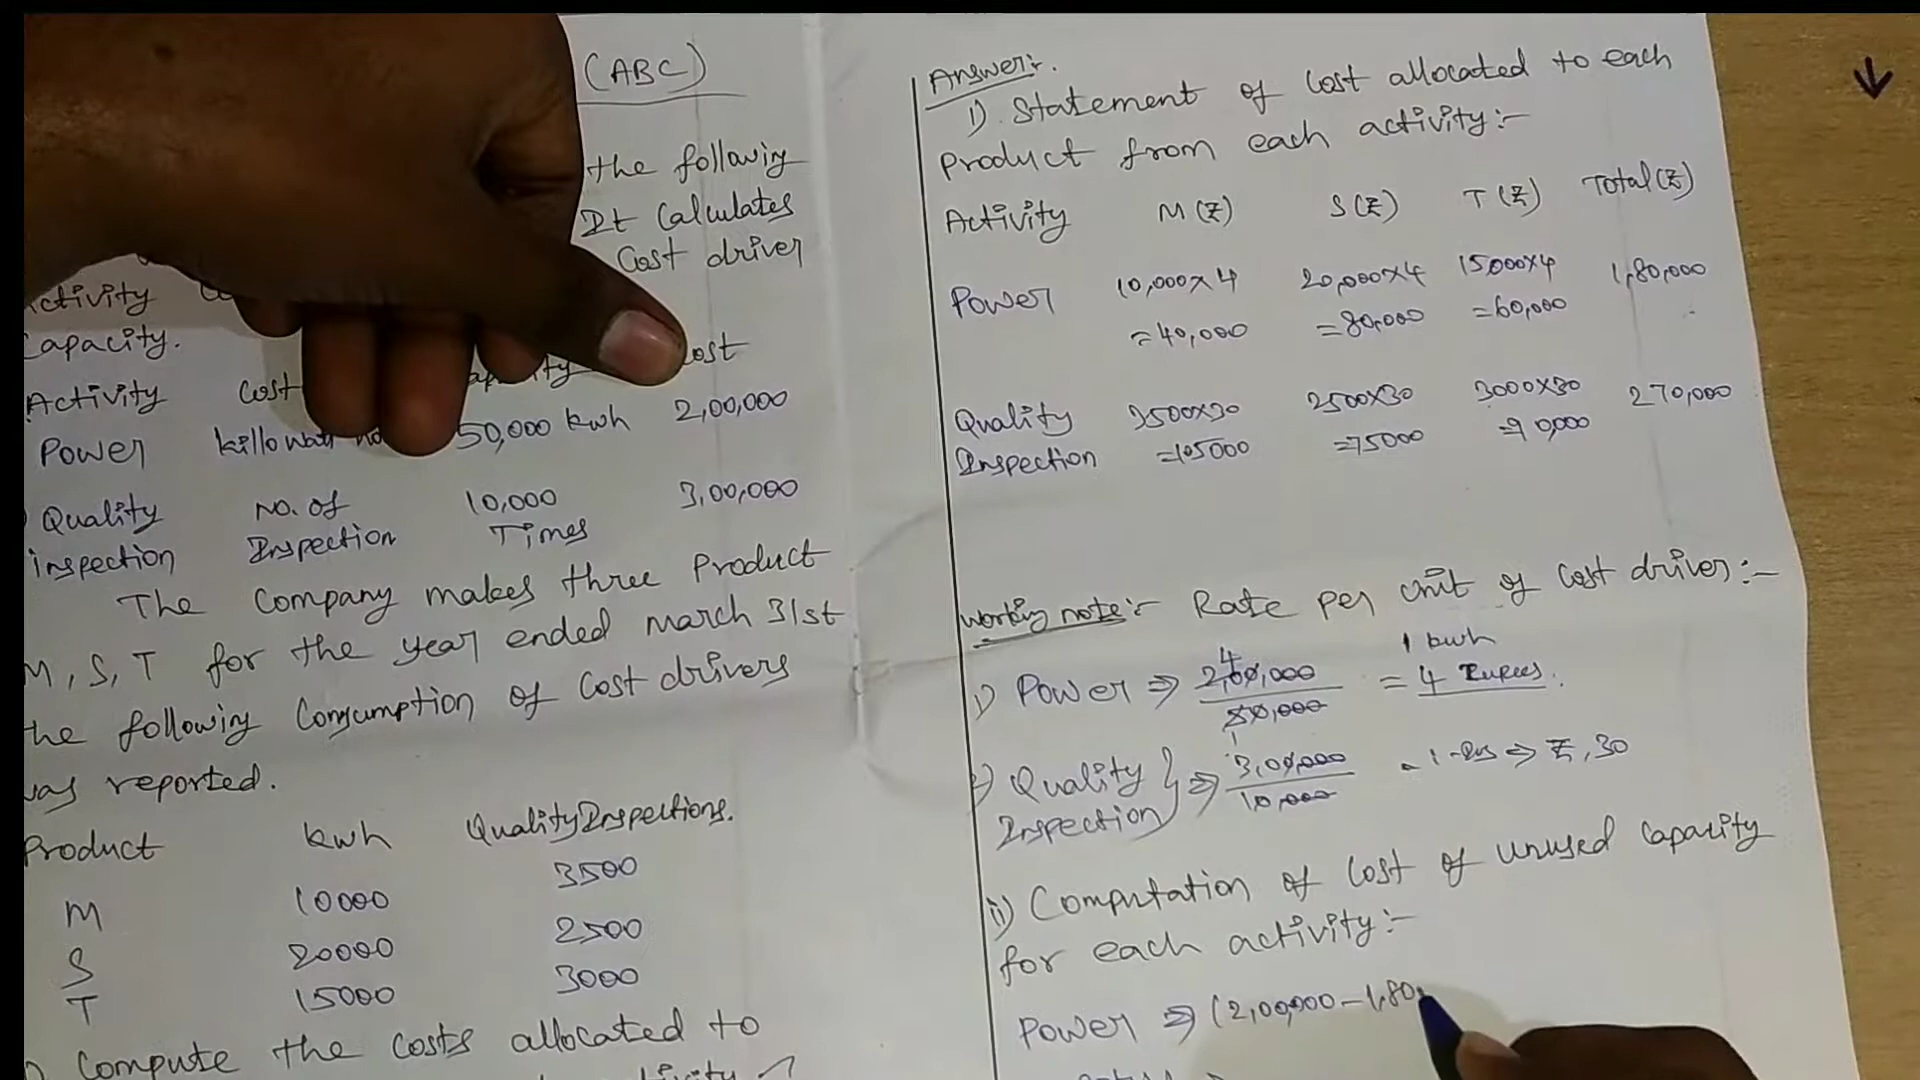 (ABC)
the following
It Calculates
Cost driver
Activity
Capacity.
Cost
Activity Cost
Power 50,000 kwh 2,00,000
Quality No. of 10,000 3,00,000
inspection Inspection Times
The Company makes three Product
M, S, T for the year ended march 31st
the following Consumption of Cost drivers
was reported.
Product kwh Quality Inspections.
M 10000 3500
S 20000 2500
T 15000 3000
Compute the Costs allocated to
Answer:-
1) Statement of Cost allocated to each
Product from each activity:-
Activity M (₹) S (₹) T (₹) Total (₹)
Power 10,000×4 20,000×4 15000×4 1,80,000
=40,000 =80,000 =60,000
Quality 3500×30 2500×30 3000×30 270,000
Inspection =105000 =75000 =90,000
Working note:- Rate per unit of Cost driver:-
1 kwh
i) Power ⇒ 2,00,000 / 50,000 = 4 Rupees.
Quality Inspection } ⇒ 3,00,000 / 10,000 ⇒ ₹. 30
ii) Computation of Cost of unused Capacity
for each activity:-
Power ⇒ (2,00,000 – 1,80